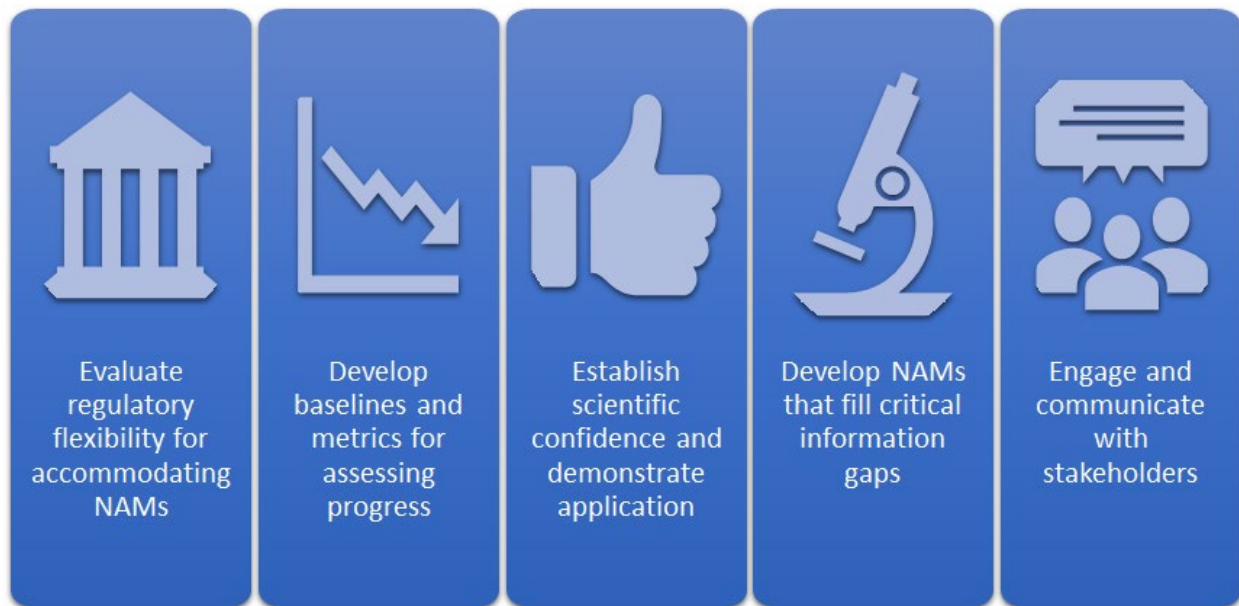 Evaluate
regulatory
flexibility for
accommodating
NAMs
Develop
baselines and
metrics for
assessing
progress
Establish
scientific
confidence and
demonstrate
application
Develop NAMs
that fill critical
information
gaps
Engage and
communicate
with
stakeholders